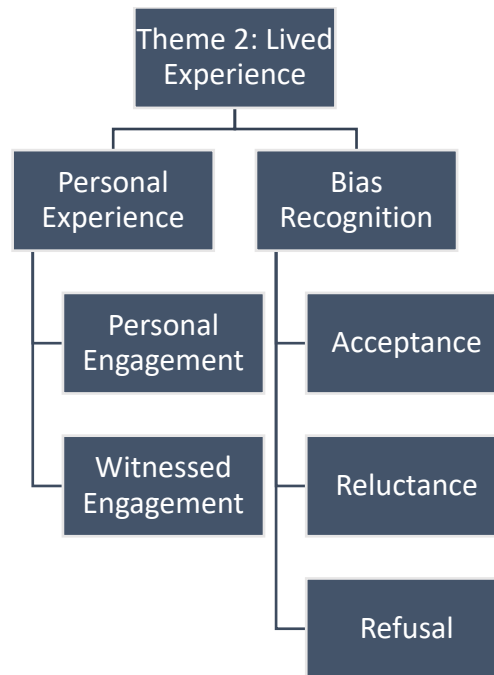 Theme 2: Lived
Experience
Personal
Experience
Bias
Recognition
Personal
Engagement
Acceptance
Witnessed
Engagement
Reluctance
Refusal